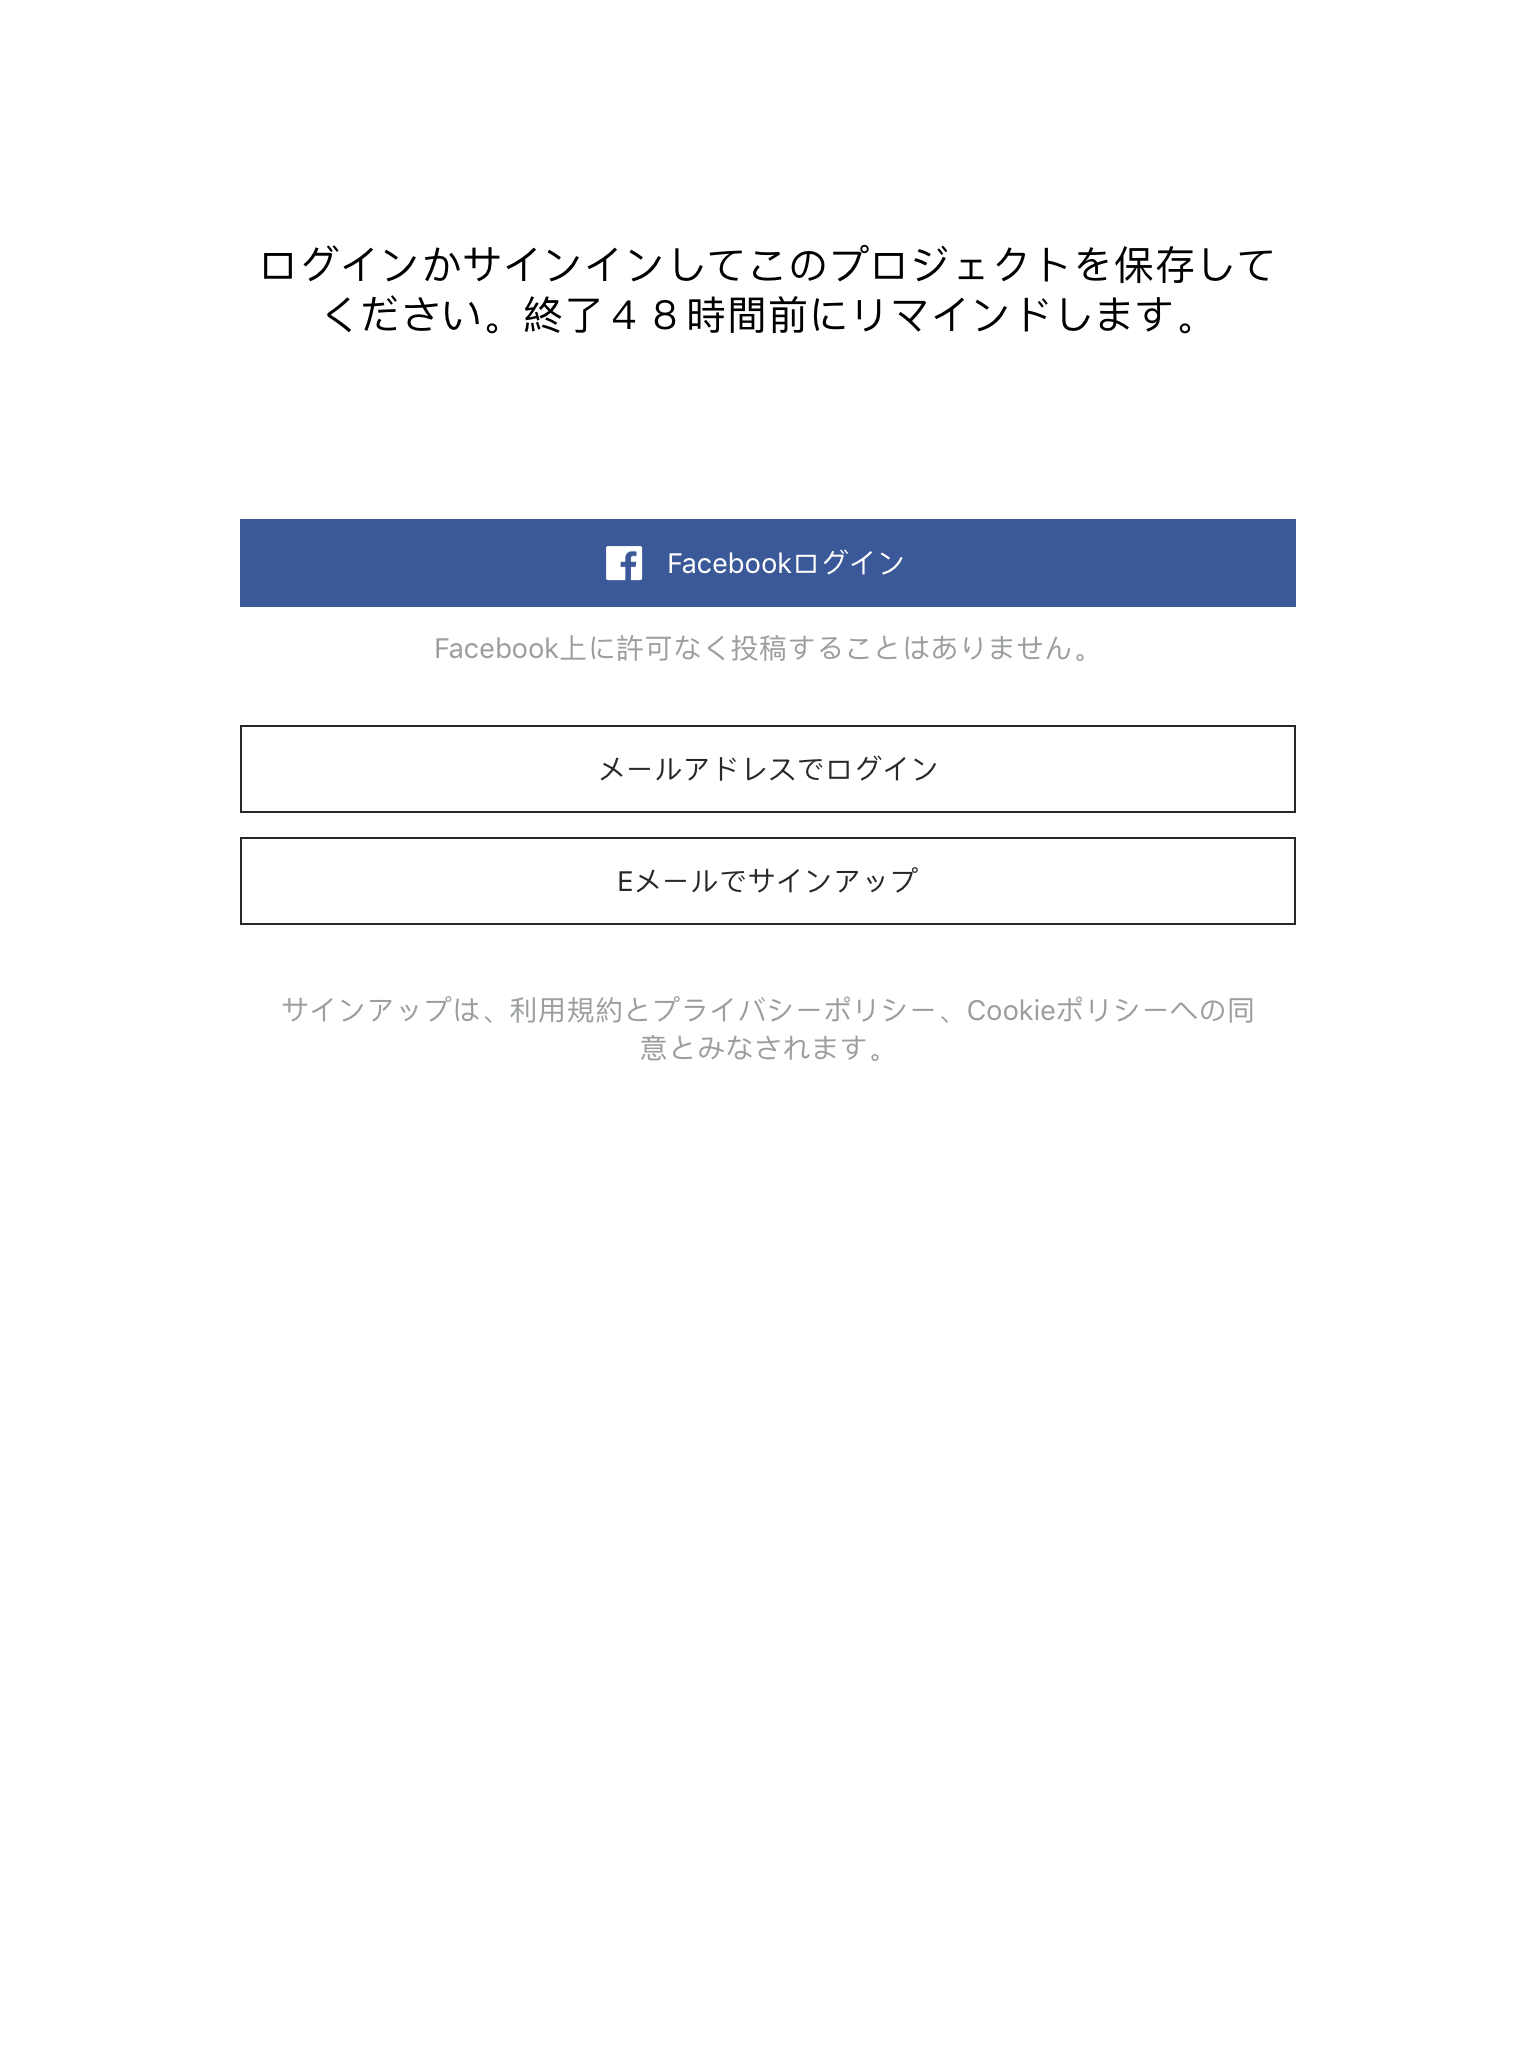 ログインかサインインしてこのプロジェクトを保存して
ください。終了４８時間前にリマインドします。
Facebookログイン
Facebook上に許可なく投稿することはありません。
メールアドレスでログイン
Eメールでサインアップ
サインアップは、利用規約とプライバシーポリシー、Cookieポリシーへの同
意とみなされます。